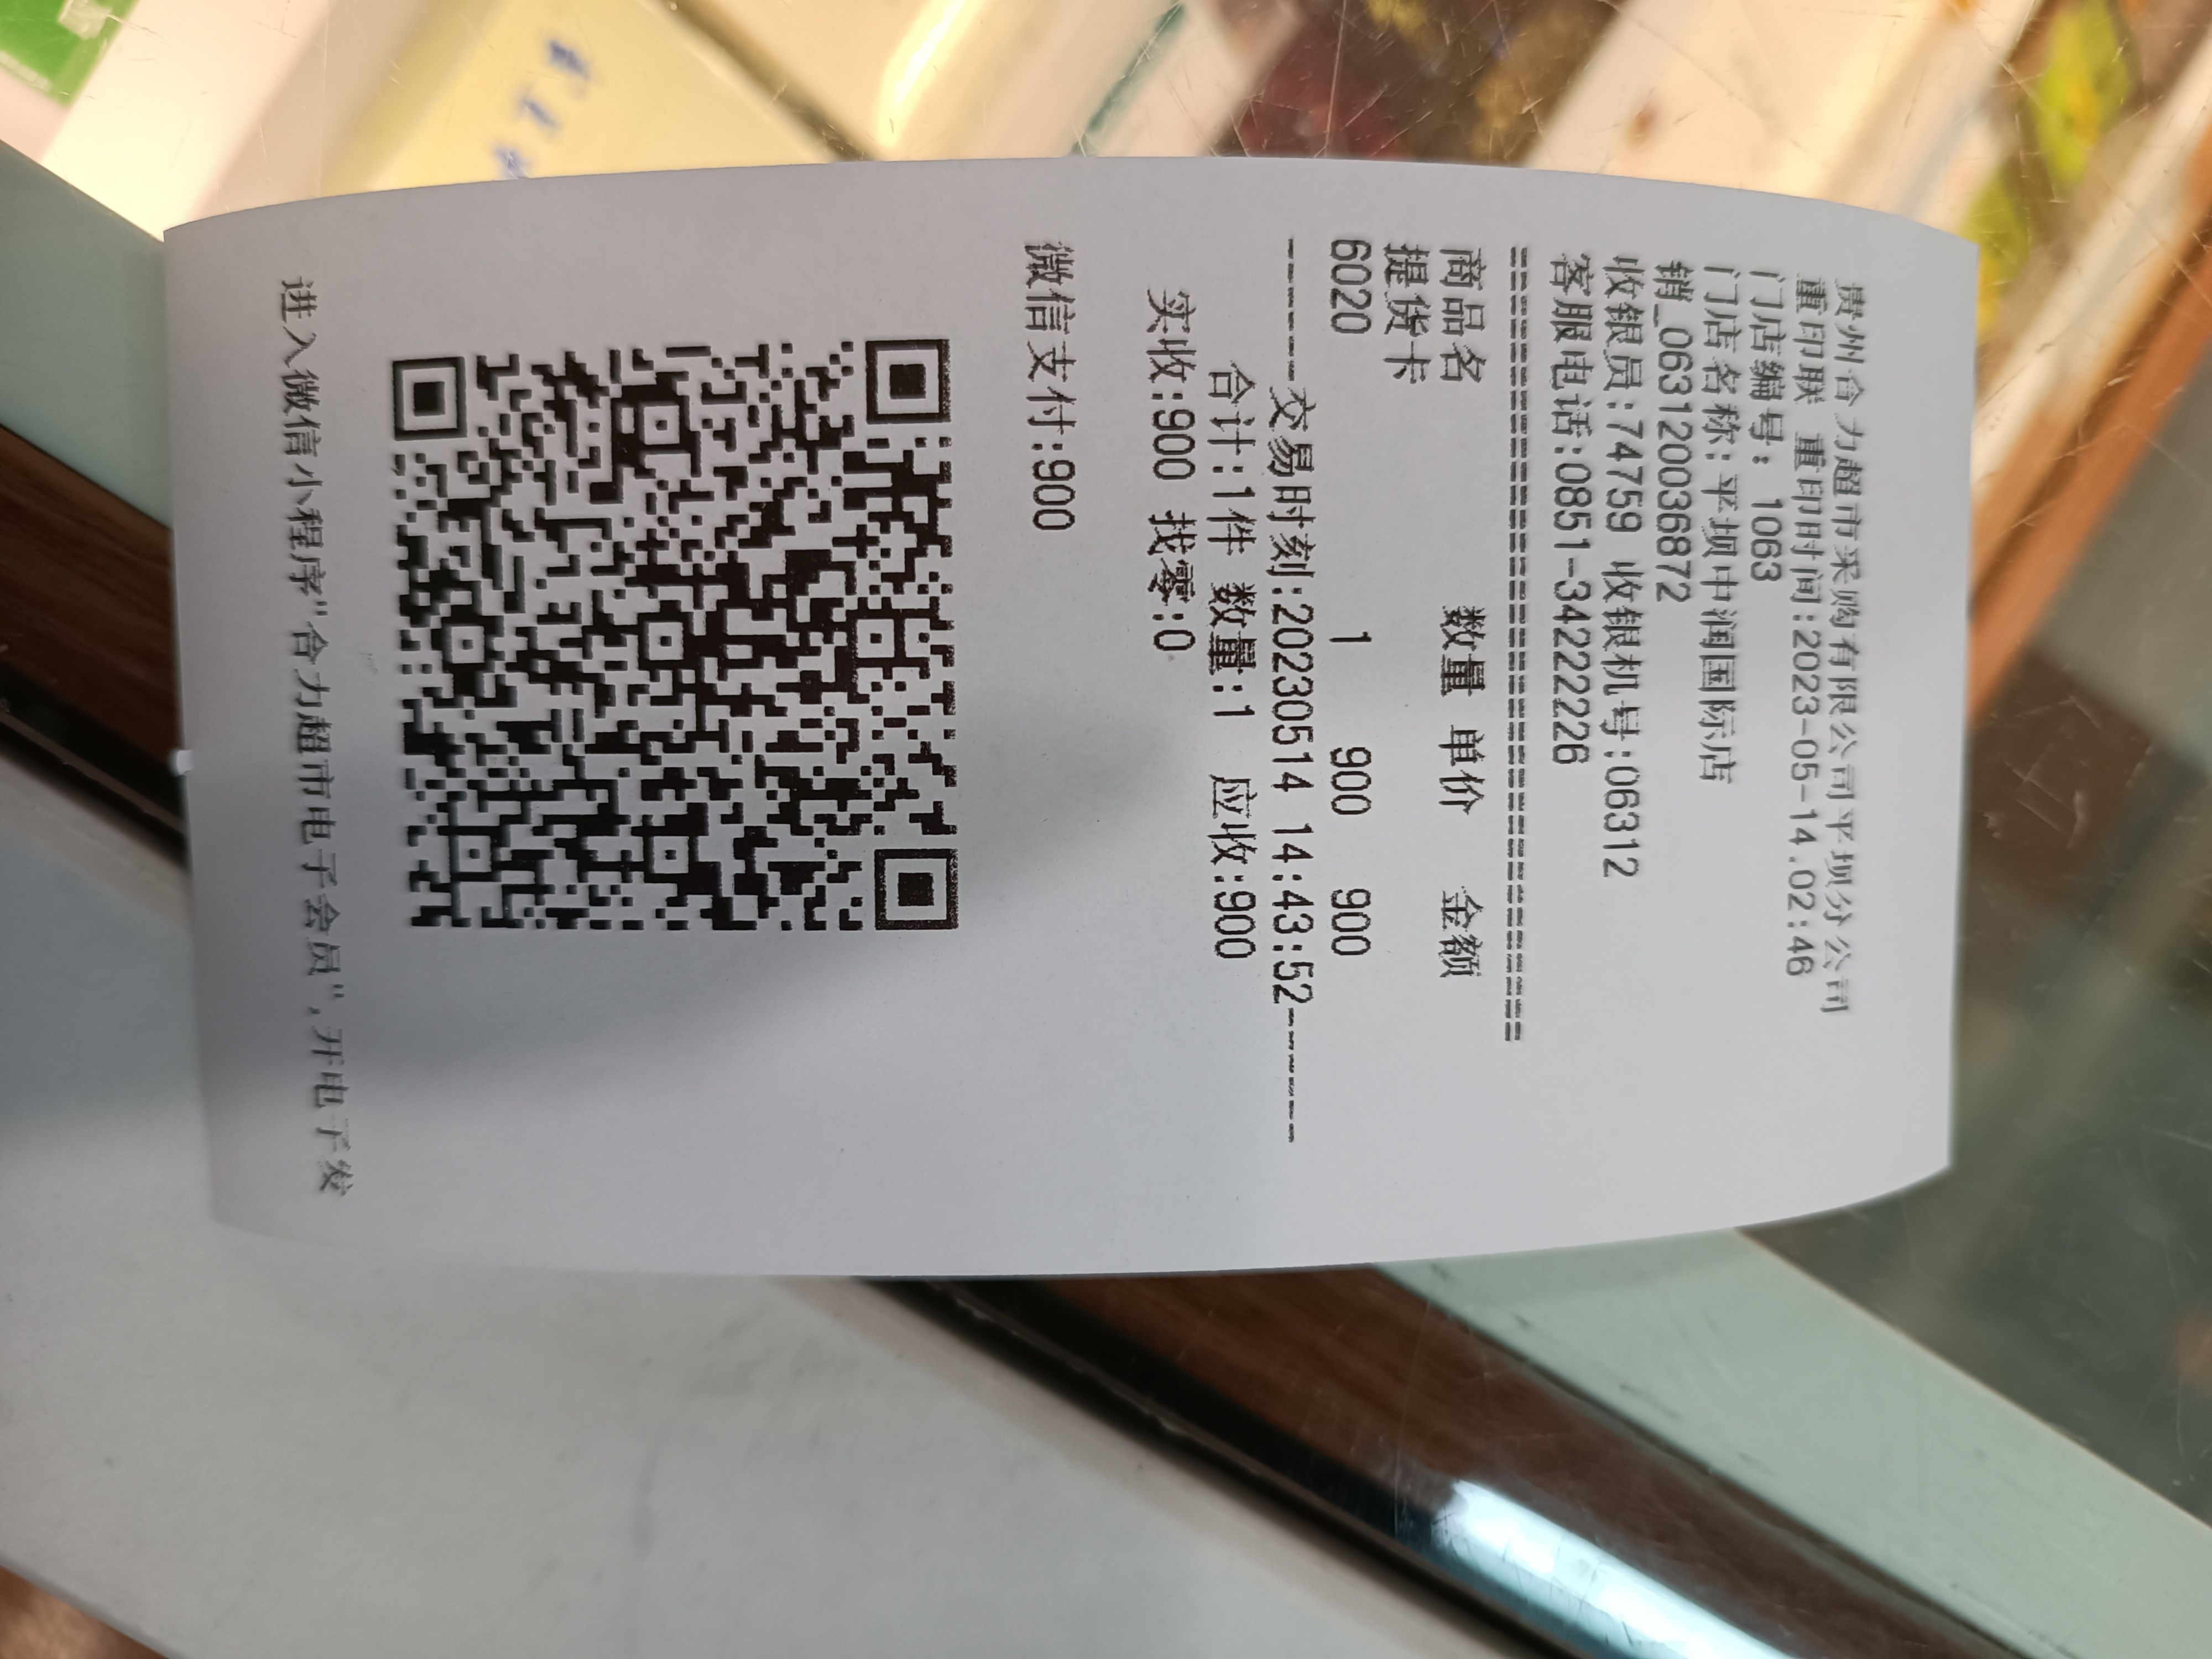 贵州合力超市采购有限公司平坝分公司
重印联 重印时间:2023-05-14.02:46
门店编号: 1063
门店名称:平坝中润国际店
销_063120036872
收银员:74759 收银机号:06312
客服电话:0851-34222226
================================
商品名 数量 单价 金额
提货卡
6020 1 900 900
-----交易时刻:20230514 14:43:52-----
合计:1件 数量:1 应收:900
实收:900 找零:0
微信支付:900
进入微信小程序"合力超市电子会员",开电子发